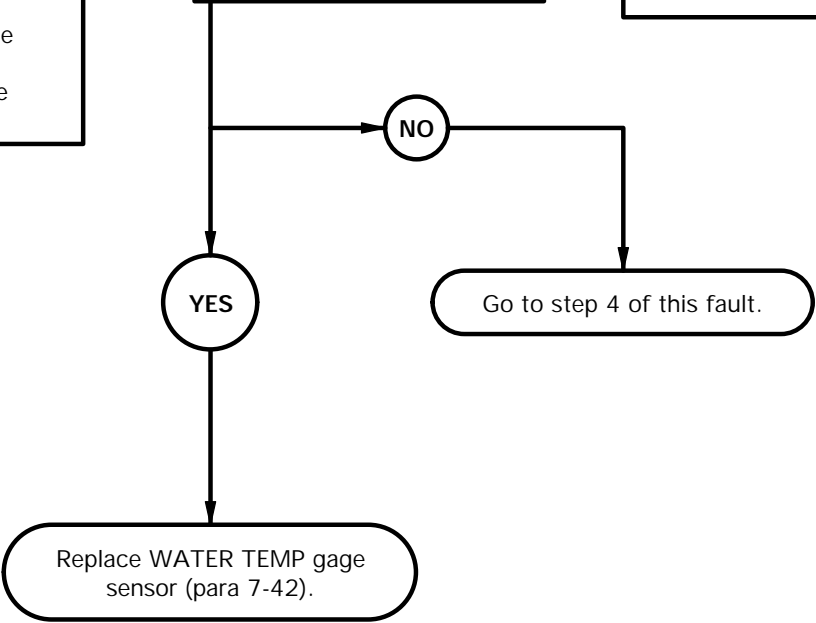 e
e
NO
YES
Go to step 4 of this fault.
Replace WATER TEMP gage
sensor (para 7-42).